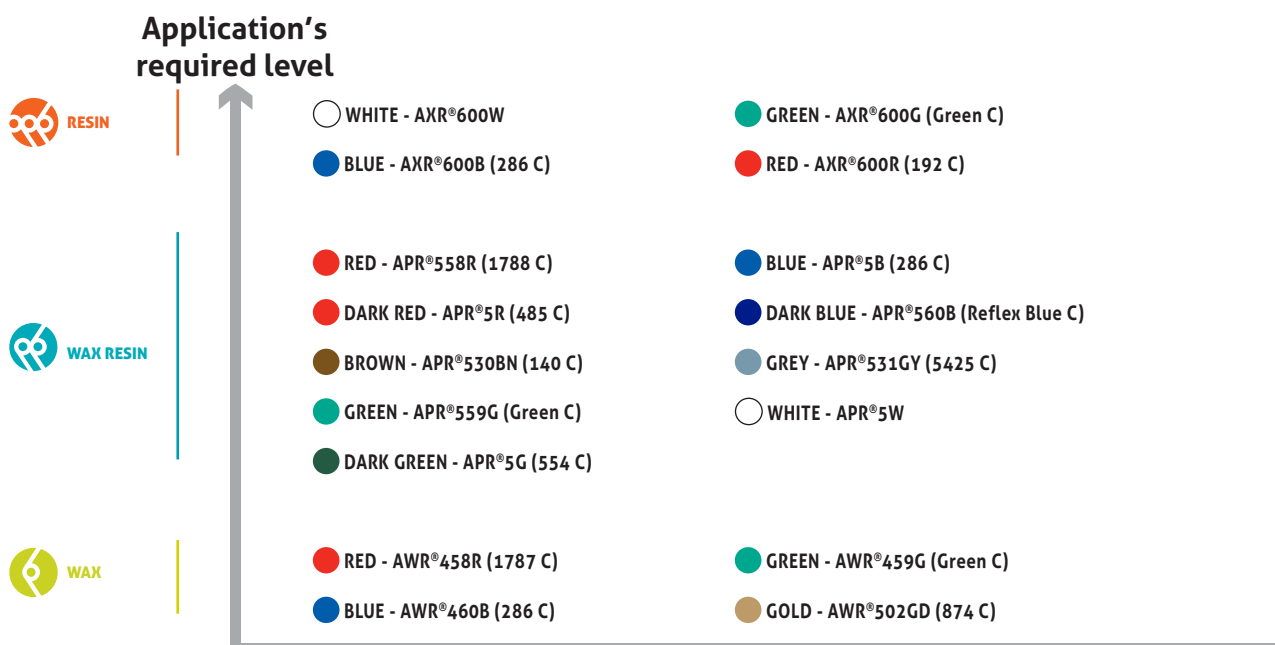 Application's
required level
RESIN
WHITE - AXR®600W
GREEN - AXR®600G (Green C)
BLUE - AXR®600B (286 C)
RED - AXR®600R (192 C)
WAX RESIN
RED - APR®558R (1788 C)
BLUE - APR®5B (286 C)
DARK RED - APR®5R (485 C)
DARK BLUE - APR®560B (Reflex Blue C)
BROWN - APR®530BN (140 C)
GREY - APR®531GY (5425 C)
GREEN - APR®559G (Green C)
WHITE - APR®5W
DARK GREEN - APR®5G (554 C)
WAX
RED - AWR®458R (1787 C)
GREEN - AWR®459G (Green C)
BLUE - AWR®460B (286 C)
GOLD - AWR®502GD (874 C)